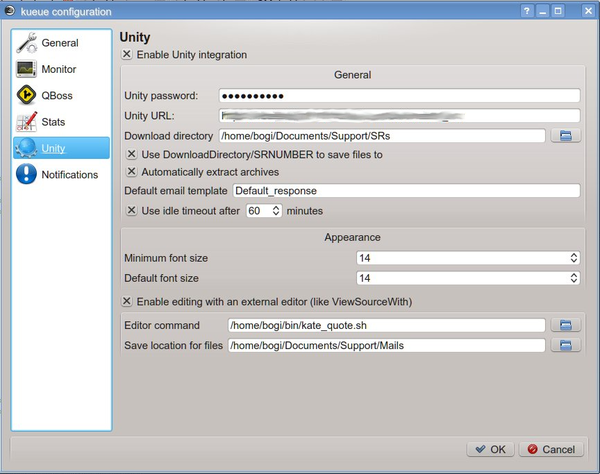 kueue configuration
General
Monitor
QBoss
Stats
Unity
Notifications
Unity
Enable Unity integration
General
Unity password: ●●●●●●●●●●
Unity URL:
Download directory /home/bogi/Documents/Support/SRs
Use DownloadDirectory/SRNUMBER to save files to
Automatically extract archives
Default email template Default_response
Use idle timeout after 60 minutes
Appearance
Minimum font size 14
Default font size 14
Enable editing with an external editor (like ViewSourceWith)
Editor command /home/bogi/bin/kate_quote.sh
Save location for files /home/bogi/Documents/Support/Mails
OK Cancel